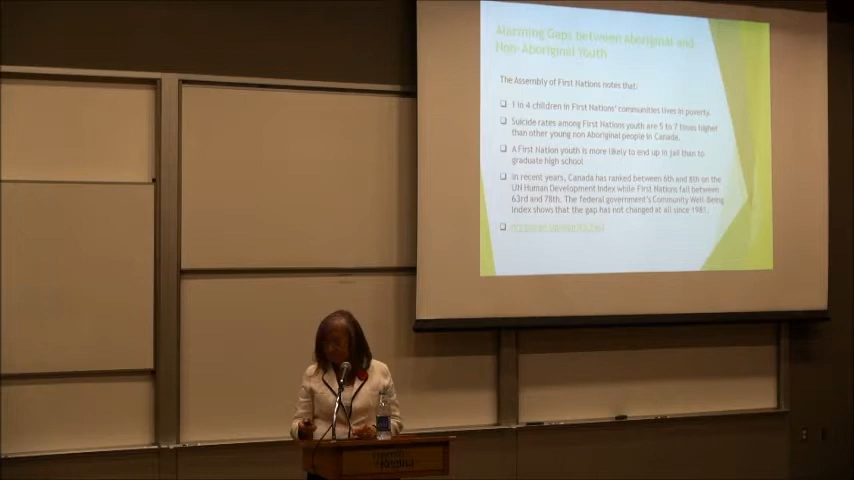 Alarming Gaps between Aboriginal and
Non-Aboriginal Youth
The Assembly of First Nations notes that:
1 in 4 children in First Nations' communities lives in poverty.
Suicide rates among First Nations youth are 5 to 7 times higher
than other young non Aboriginal people in Canada.
A First Nation youth is more likely to end up in jail than to
graduate high school
In recent years, Canada has ranked between 6th and 8th on the
UN Human Development Index while First Nations fall between
63rd and 78th. The federal government's Community Well-Being
Index shows that the gap has not changed at all since 1981.